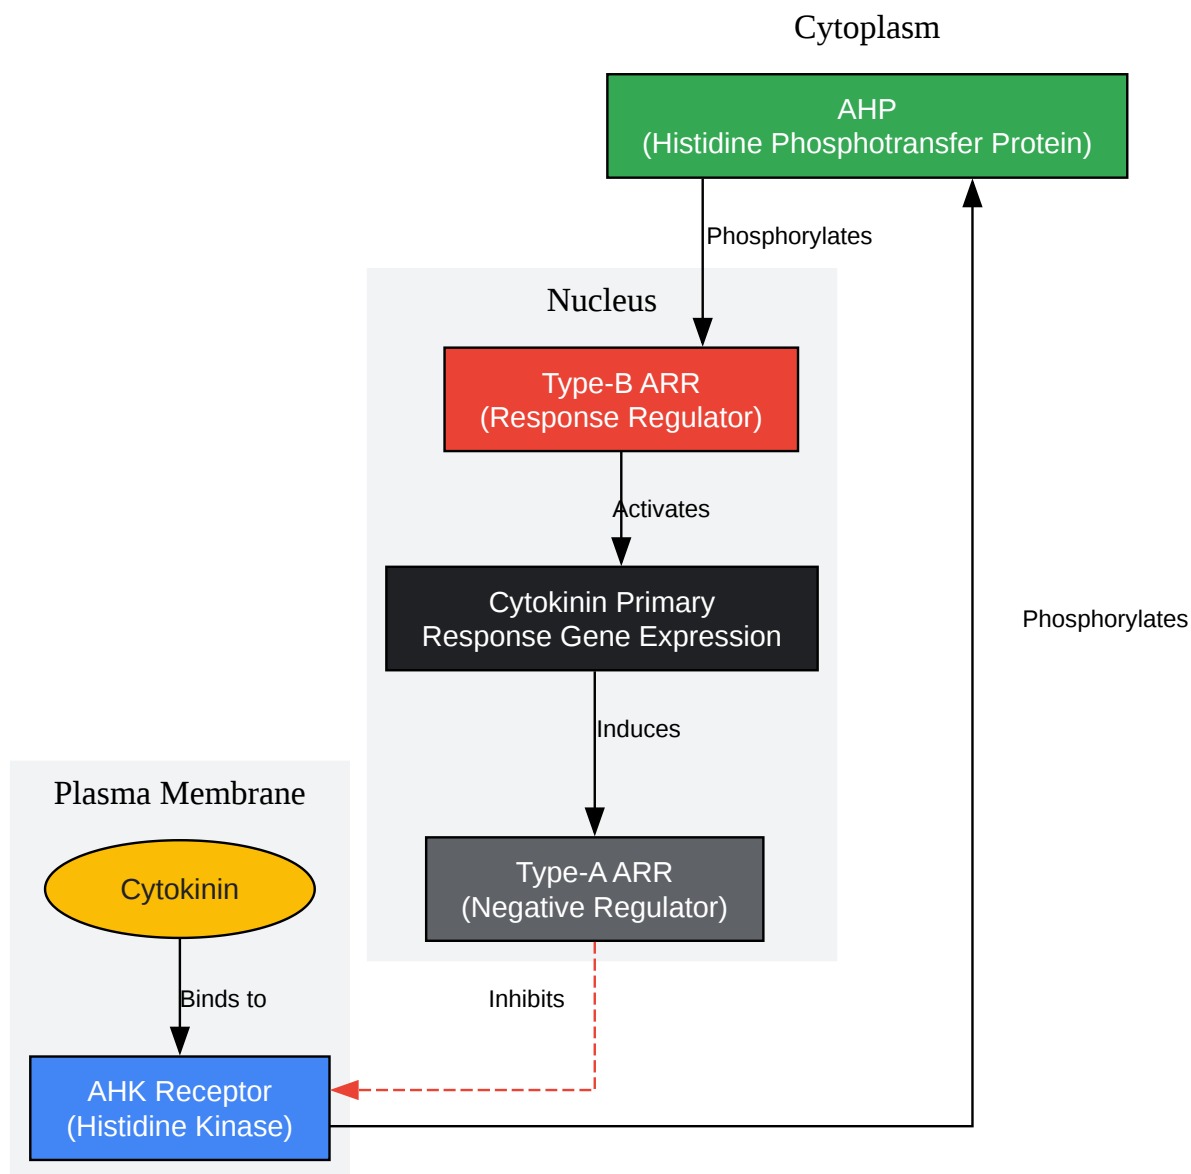 Cytoplasm
AHP
(Histidine Phosphotransfer Protein)
Phosphorylates
Nucleus
Type-B ARR
(Response Regulator)
Activates
Cytokinin Primary
Response Gene Expression
Phosphorylates
Induces
Plasma Membrane
Type-A ARR
(Negative Regulator)
Cytokinin
Binds to
Inhibits
AHK Receptor
(Histidine Kinase)